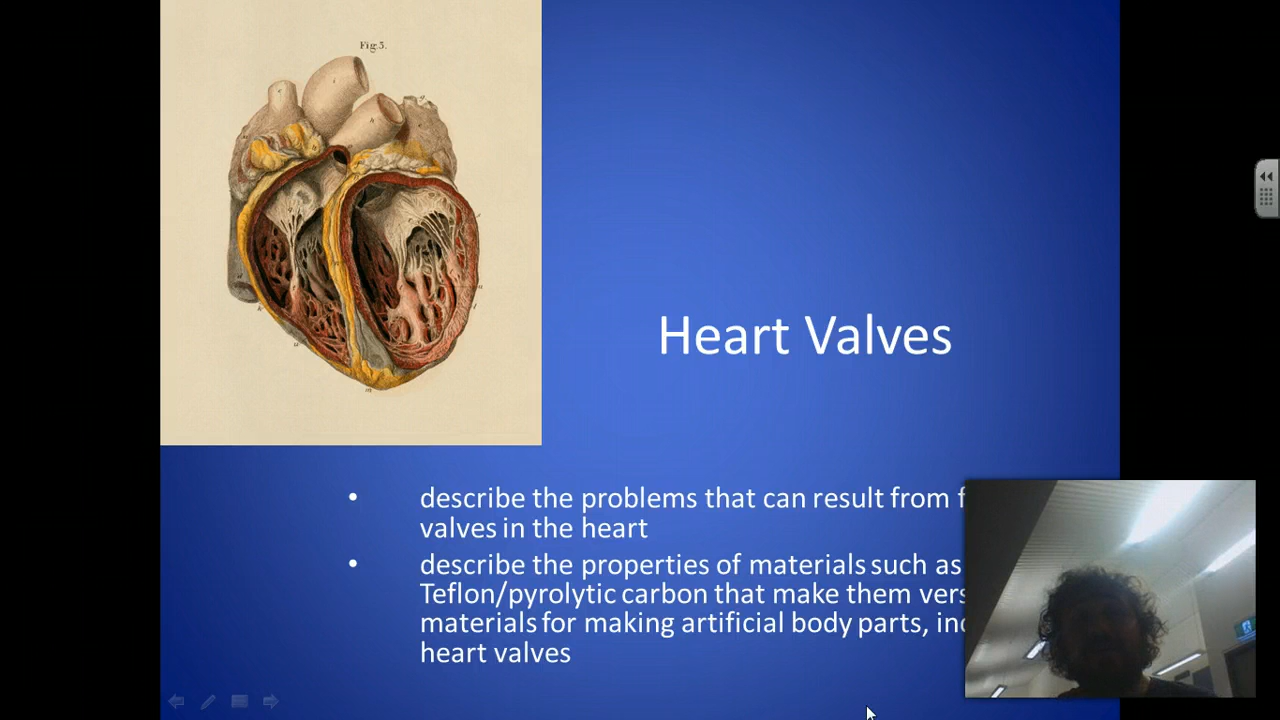 Fig.3.
Heart Valves
• describe the problems that can result from
valves in the heart
• describe the properties of materials such as
Teflon/pyrolytic carbon that make them
materials for making artificial body parts,
heart valves